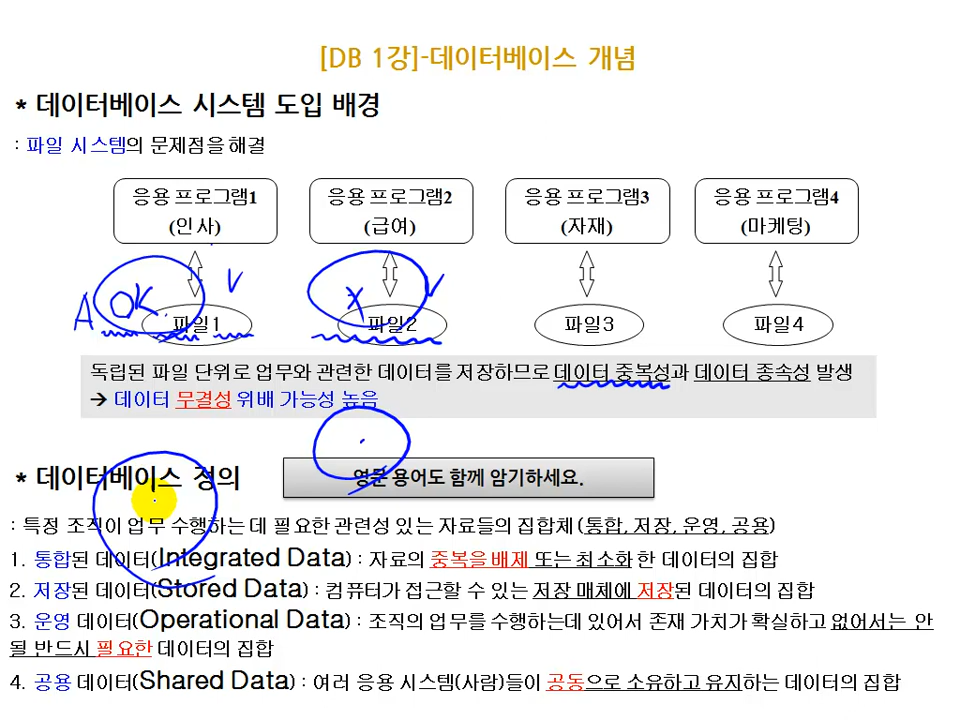 [DB 1강]-데이터베이스 개념
* 데이터베이스 시스템 도입 배경
: 파일 시스템의 문제점을 해결
응용 프로그램1 응용 프로그램2 응용 프로그램3 응용 프로그램4
(인사) (급여) (자재) (마케팅)
A OK V X V
파일1 파일2 파일3 파일4
독립된 파일 단위로 업무와 관련한 데이터를 저장하므로 데이터 중복성과 데이터 종속성 발생
→ 데이터 무결성 위배 가능성 높음
* 데이터베이스 정의
영문 용어도 함께 암기하세요.
: 특정 조직이 업무 수행하는 데 필요한 관련성 있는 자료들의 집합체 (통합, 저장, 운영, 공용)
1. 통합된 데이터(Integrated Data) : 자료의 중복을 배제 또는 최소화 한 데이터의 집합
2. 저장된 데이터(Stored Data) : 컴퓨터가 접근할 수 있는 저장 매체에 저장된 데이터의 집합
3. 운영 데이터(Operational Data) : 조직의 업무를 수행하는데 있어서 존재 가치가 확실하고 없어서는 안
될 반드시 필요한 데이터의 집합
4. 공용 데이터(Shared Data) : 여러 응용 시스템(사람)들이 공동으로 소유하고 유지하는 데이터의 집합